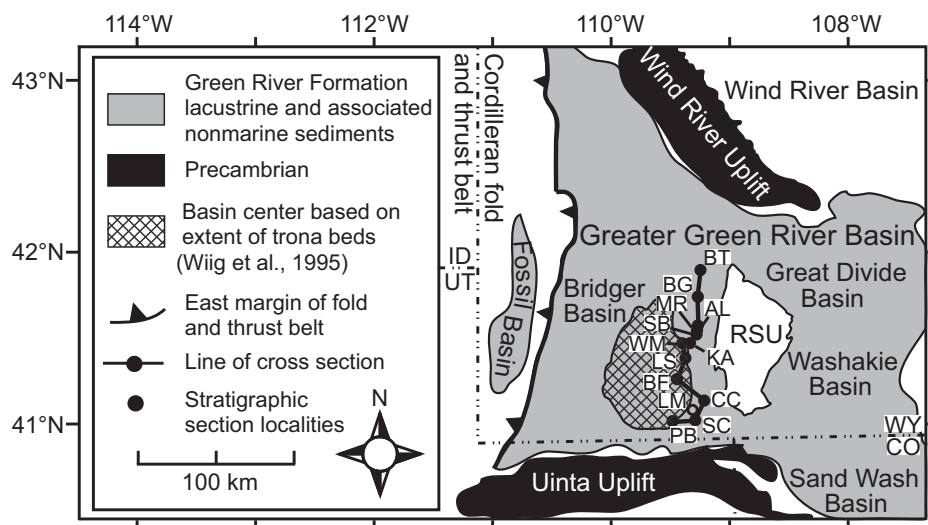 114°W
112°W
110°W
108°W
43°N
42°N
41°N
Green River Formation
lacustrine and associated
nonmarine sediments
Precambrian
Basin center based on
extent of trona beds
(Wiig et al., 1995)
East margin of fold
and thrust belt
Line of cross section
Stratigraphic
section localities
N
100 km
Cordilleran fold
and thrust belt
ID
UT
Fossil Basin
Wind River Uplift
Wind River Basin
Greater Green River Basin
Bridger
Basin
Great Divide
Basin
RSU
Washakie
Basin
BT
BG
MR
AL
SB
WM
KA
LS
BF
LM
CC
SC
PB
WY
CO
Uinta Uplift
Sand Wash
Basin